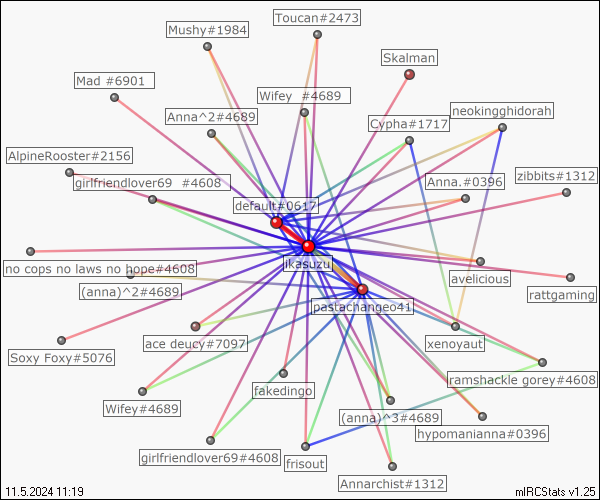 Toucan#2473
Mushy#1984
Skalman
Mad #6901
Wifey #4689
neokingghidorah
Anna^2#4689
Cypha#1717
AlpineRooster#2156
zibbits#1312
girlfriendlover69 #4608
Anna.#0396
default#0617
ikasuzu
no cops no laws no hope#4608
avelicious
(anna)^2#4689
rattgaming
pastachangeo41
ace deucy#7097
xenoyaut
Soxy Foxy#5076
ramshackle gorey#4608
fakedingo
Wifey#4689
(anna)^3#4689
hypomanianna#0396
girlfriendlover69#4608
frisout
Annarchist#1312
11.5.2024 11:19
mIRCStats v1.25